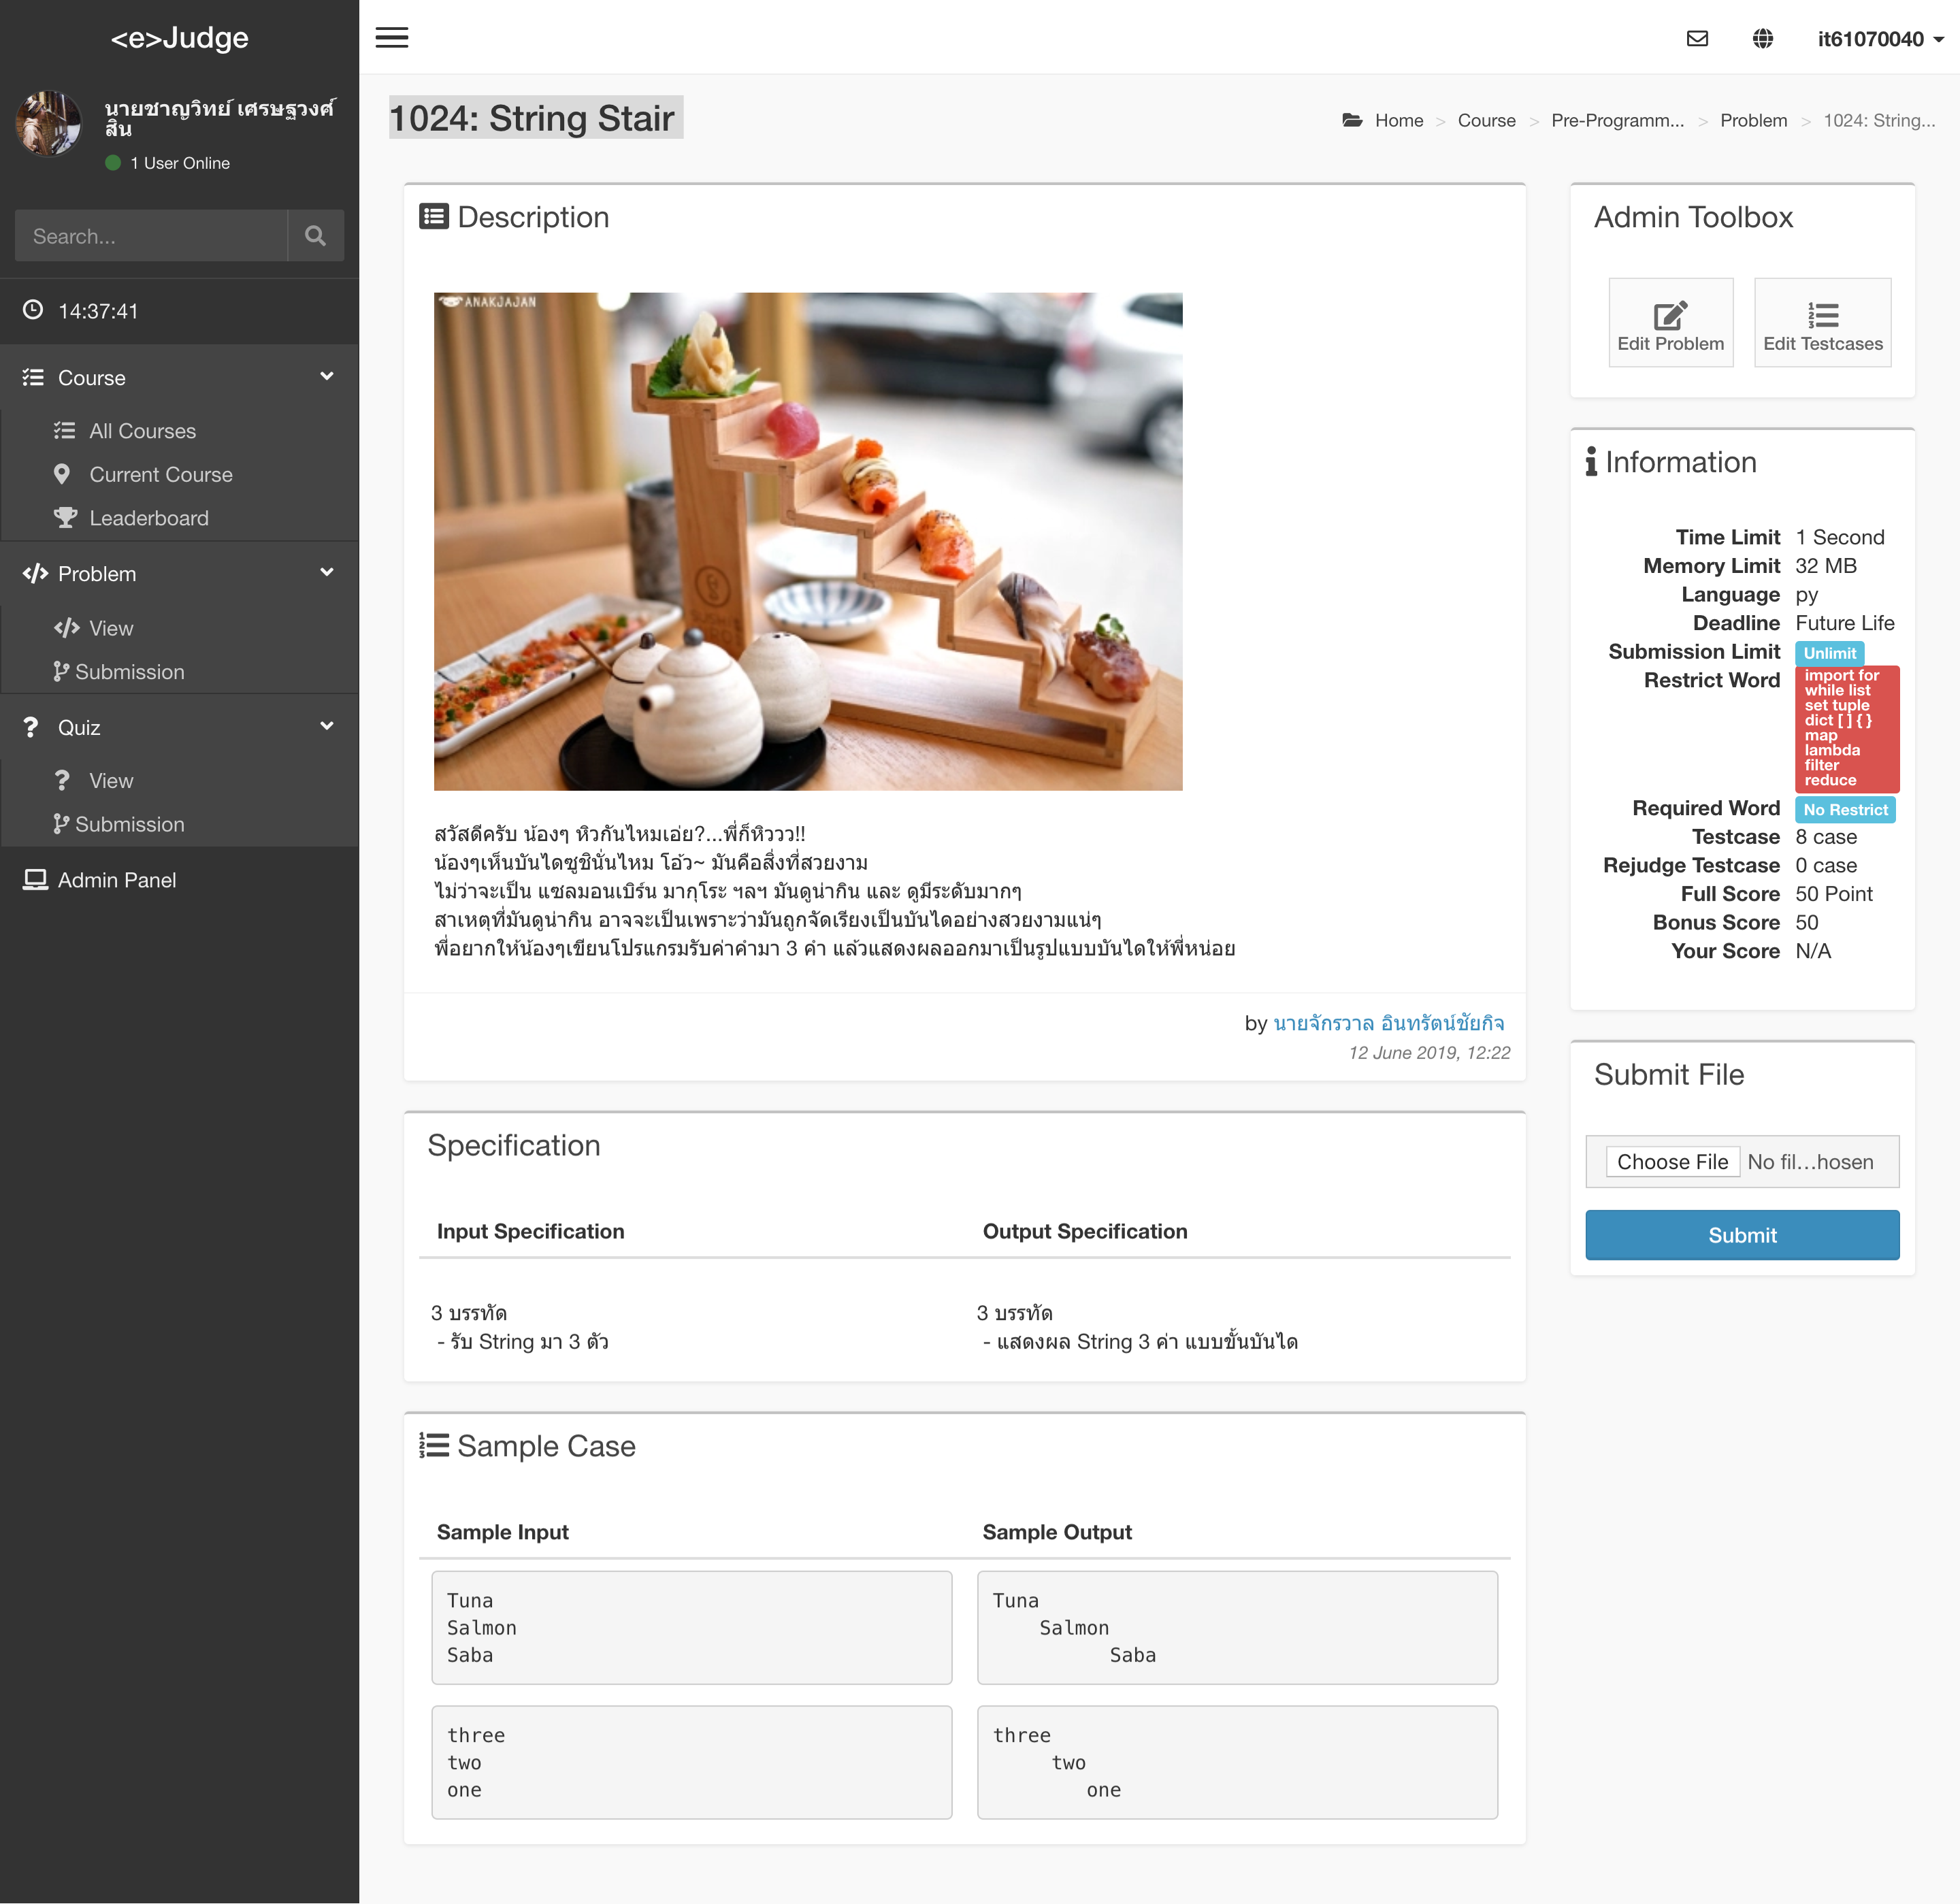 <e>Judge
it61070040
นายชาญวิทย์ เศรษฐวงศ์
สิน
1 User Online
Search...
14:37:41
Course
All Courses
Current Course
Leaderboard
Problem
View
Submission
Quiz
View
Submission
Admin Panel
1024: String Stair
Home > Course > Pre-Programm... > Problem > 1024: String...
Description
ANAKJAJAN
สวัสดีครับ น้องๆ หิวกันไหมเอ่ย?...พี่ก็หิววว!!
น้องๆเห็นบันไดซูชินั่นไหม โอ้ว~ มันคือสิ่งที่สวยงาม
ไม่ว่าจะเป็น แซลมอนเบิร์น มากุโระ ฯลฯ มันดูน่ากิน และ ดูมีระดับมากๆ
สาเหตุที่มันดูน่ากิน อาจจะเป็นเพราะว่ามันถูกจัดเรียงเป็นบันไดอย่างสวยงามแน่ๆ
พี่อยากให้น้องๆเขียนโปรแกรมรับค่าคำมา 3 คำ แล้วแสดงผลออกมาเป็นรูปแบบบันไดให้พี่หน่อย
by นายจักรวาล อินทรัตน์ชัยกิจ
12 June 2019, 12:22
Specification
Input Specification Output Specification
3 บรรทัด
- รับ String มา 3 ตัว
3 บรรทัด
- แสดงผล String 3 ค่า แบบขั้นบันได
Sample Case
Sample Input Sample Output
Tuna
Salmon
Saba
Tuna
    Salmon
          Saba
three
two
one
three
     two
        one
Admin Toolbox
Edit Problem
Edit Testcases
Information
Time Limit 1 Second
Memory Limit 32 MB
Language py
Deadline Future Life
Submission Limit Unlimit
Restrict Word import for
while list
set tuple
dict [ ] { }
map
lambda
filter
reduce
Required Word No Restrict
Testcase 8 case
Rejudge Testcase 0 case
Full Score 50 Point
Bonus Score 50
Your Score N/A
Submit File
Choose File No fil...hosen
Submit